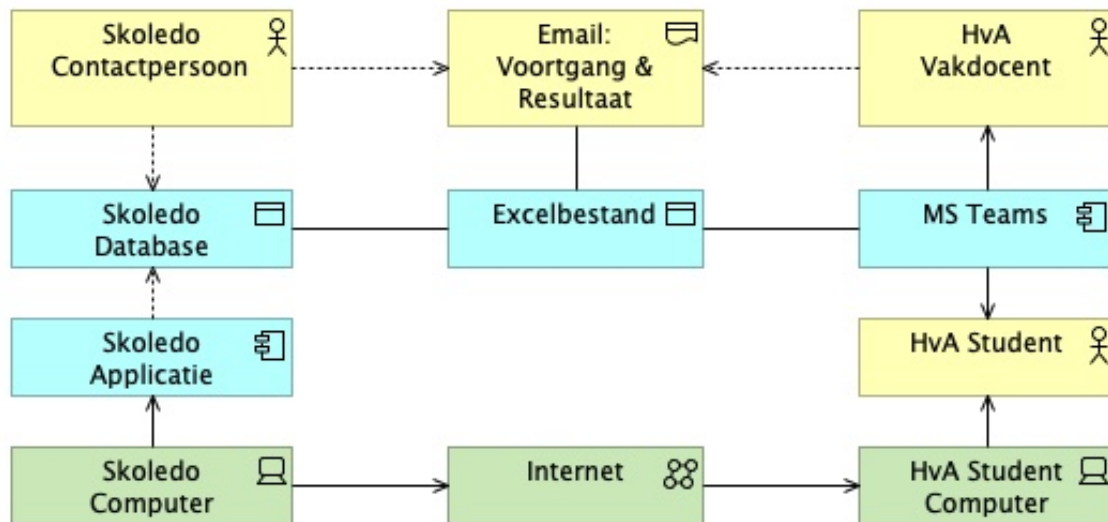 Skoledo
Contactpersoon
Email:
Voortgang &
Resultaat
HvA
Vakdocent
Skoledo
Database
Excelbestand
MS Teams
Skoledo
Applicatie
HvA Student
Skoledo
Computer
Internet
HvA Student
Computer